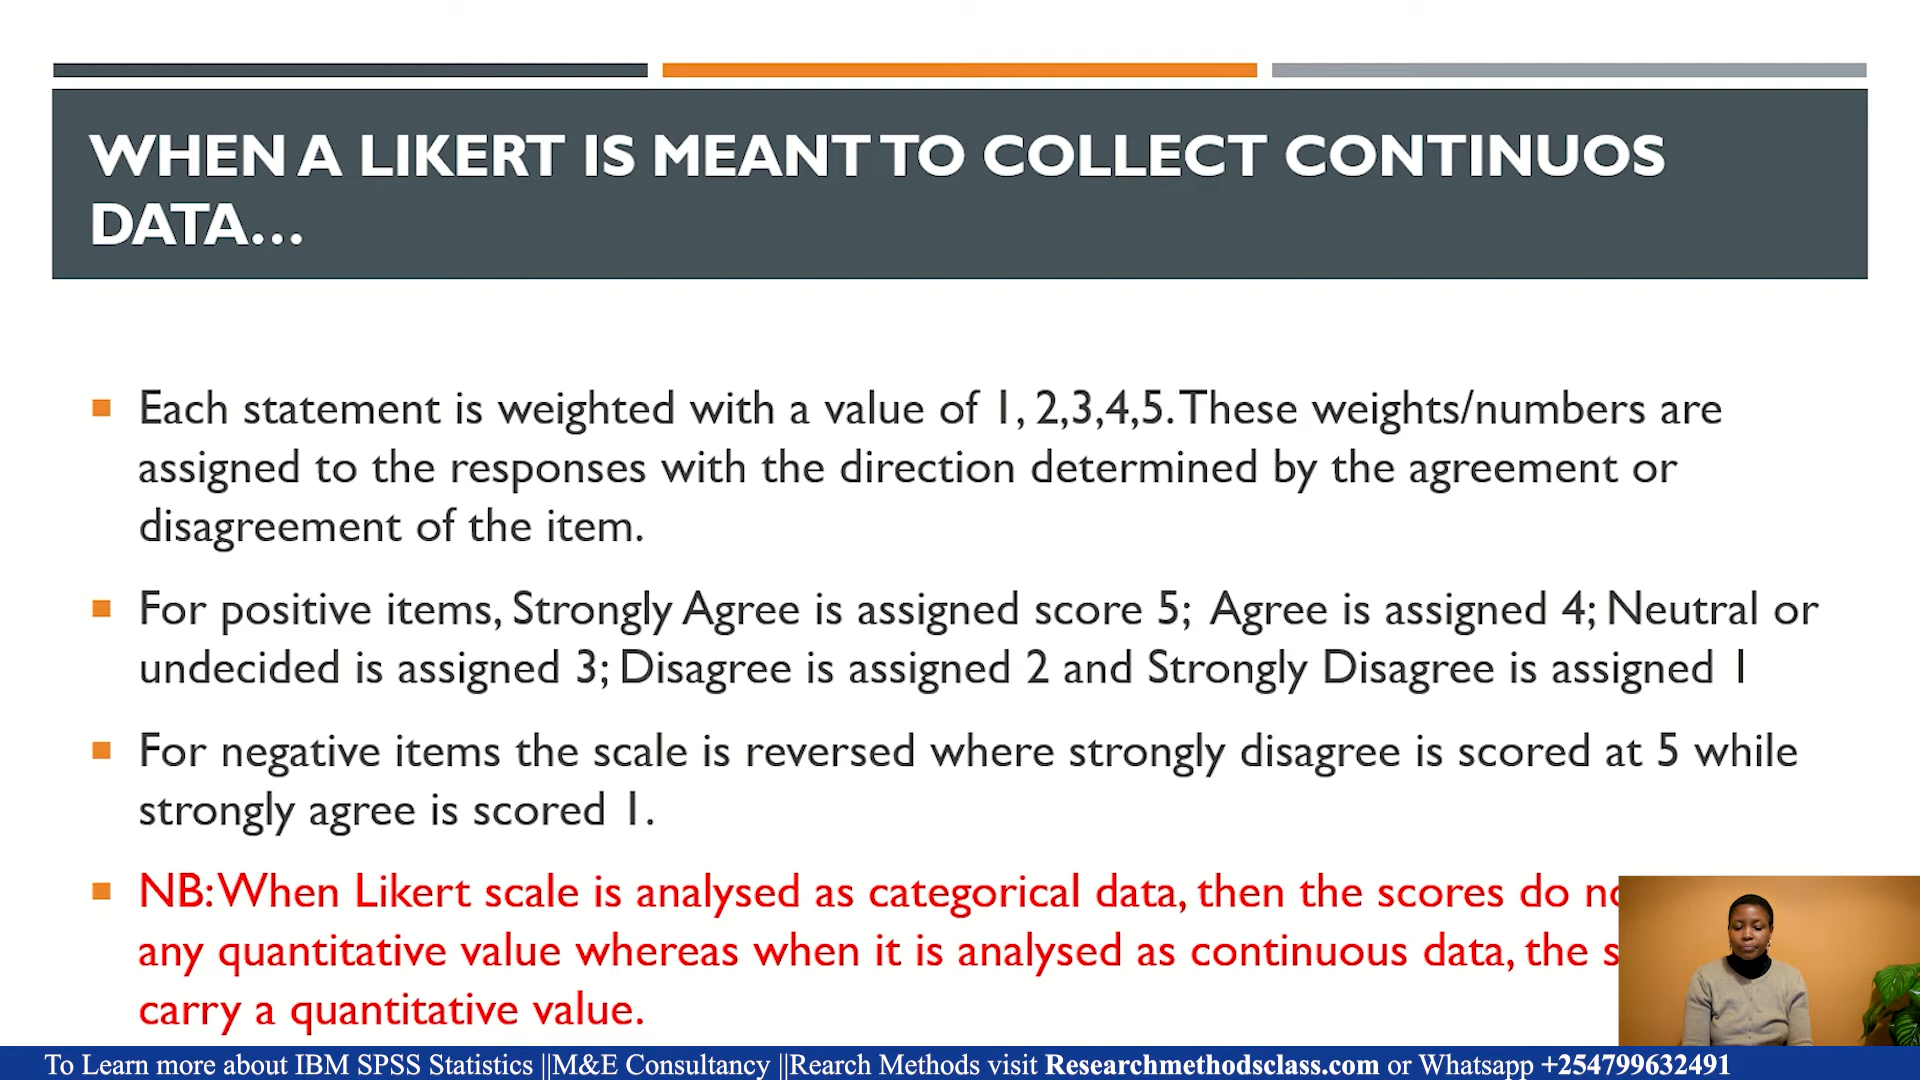 WHEN A LIKERT IS MEANT TO COLLECT CONTINUOS
DATA...
Each statement is weighted with a value of 1, 2,3,4,5. These weights/numbers are
assigned to the responses with the direction determined by the agreement or
disagreement of the item.
For positive items, Strongly Agree is assigned score 5; Agree is assigned 4; Neutral or
undecided is assigned 3; Disagree is assigned 2 and Strongly Disagree is assigned 1
For negative items the scale is reversed where strongly disagree is scored at 5 while
strongly agree is scored 1.
NB: When Likert scale is analysed as categorical data, then the scores do
any quantitative value whereas when it is analysed as continuous data, the
carry a quantitative value.
To Learn more about IBM SPSS Statistics ||M&E Consultancy ||Rearch Methods visit Researchmethodsclass.com or Whatsapp +254799632491